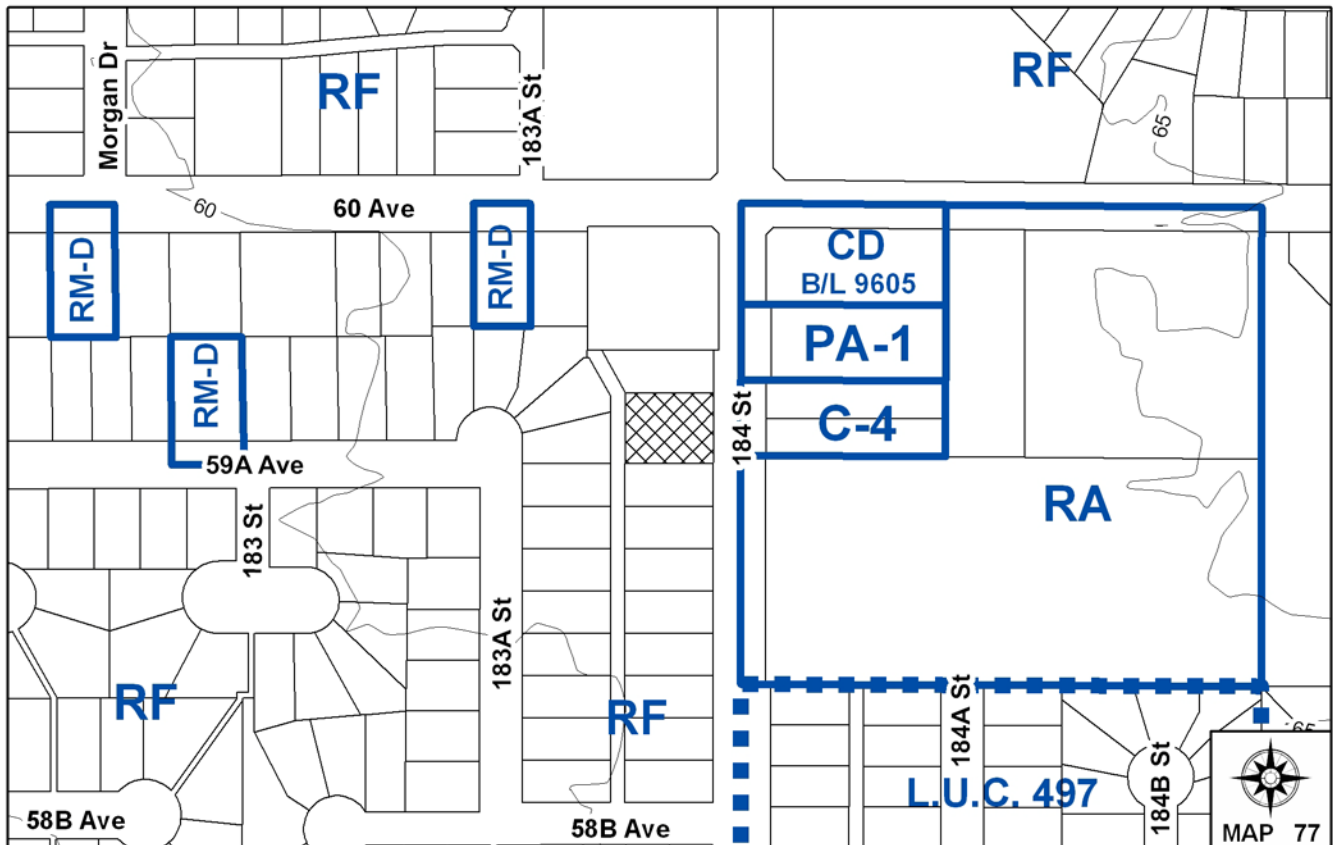 Morgan Dr
RF
183A St
RF
65
60
60 Ave
RM-D
RM-D
CD
B/L 9605
PA-1
RM-D
184 St
C-4
59A Ave
RA
183 St
183A St
RF
RF
184A St
65
L.U.C. 497
184B St
58B Ave
58B Ave
MAP 77